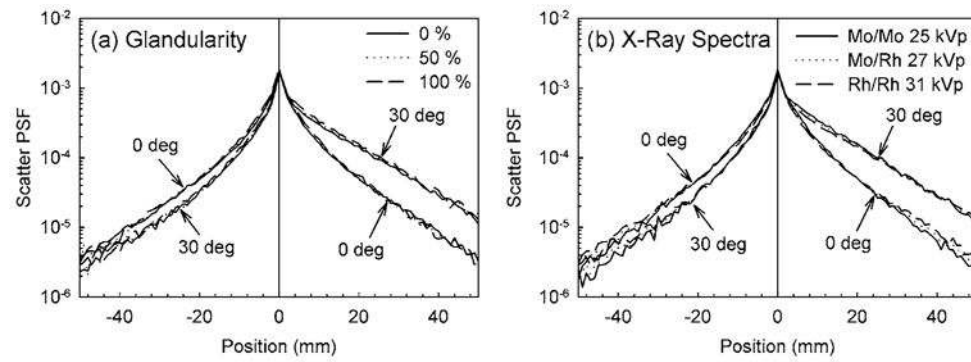 (a) Glandularity
0 %
50 %
100 %
0 deg
30 deg
30 deg
0 deg
10⁻²
10⁻³
10⁻⁴
10⁻⁵
10⁻⁶
Scatter PSF
-40 -20 0 20 40
Position (mm)
(b) X-Ray Spectra
Mo/Mo 25 kVp
Mo/Rh 27 kVp
Rh/Rh 31 kVp
0 deg
30 deg
30 deg
0 deg
10⁻²
10⁻³
10⁻⁴
10⁻⁵
10⁻⁶
Scatter PSF
-40 -20 0 20 40
Position (mm)